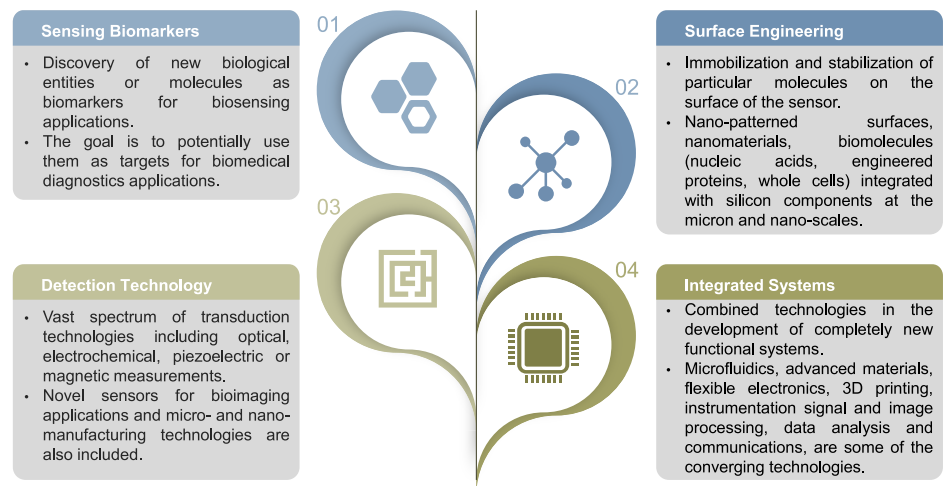 01
Sensing Biomarkers
• Discovery of new biological
entities or molecules as
biomarkers for biosensing
applications.
• The goal is to potentially use
them as targets for biomedical
diagnostics applications.
02
Surface Engineering
• Immobilization and stabilization of
particular molecules on the
surface of the sensor.
• Nano-patterned surfaces,
nanomaterials, biomolecules
(nucleic acids, engineered
proteins, whole cells) integrated
with silicon components at the
micron and nano-scales.
03
Detection Technology
• Vast spectrum of transduction
technologies including optical,
electrochemical, piezoelectric or
magnetic measurements.
• Novel sensors for bioimaging
applications and micro- and nano-
manufacturing technologies are
also included.
04
Integrated Systems
• Combined technologies in the
development of completely new
functional systems.
• Microfluidics, advanced materials,
flexible electronics, 3D printing,
instrumentation signal and image
processing, data analysis and
communications, are some of the
converging technologies.